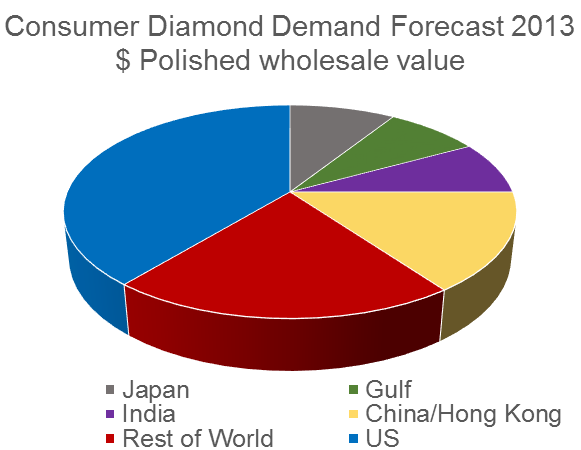 Consumer Diamond Demand Forecast 2013
$ Polished wholesale value
Japan Gulf
India China/Hong Kong
Rest of World US